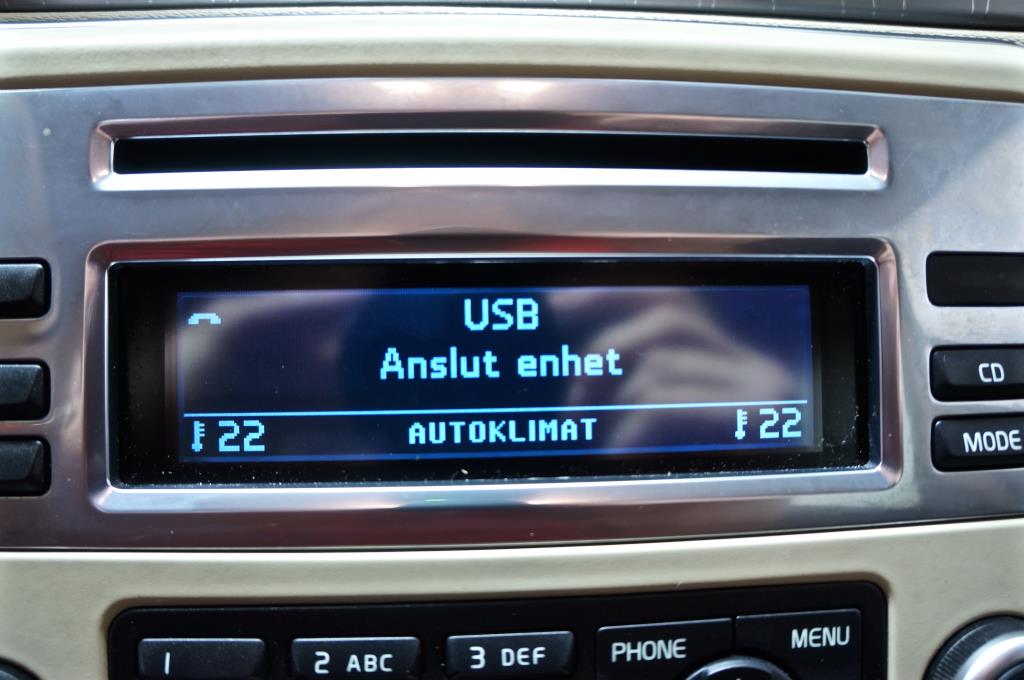 USB
Anslut enhet
22 AUTOKLIMAT 22
CD
MODE
1 2 ABC 3 DEF PHONE MENU